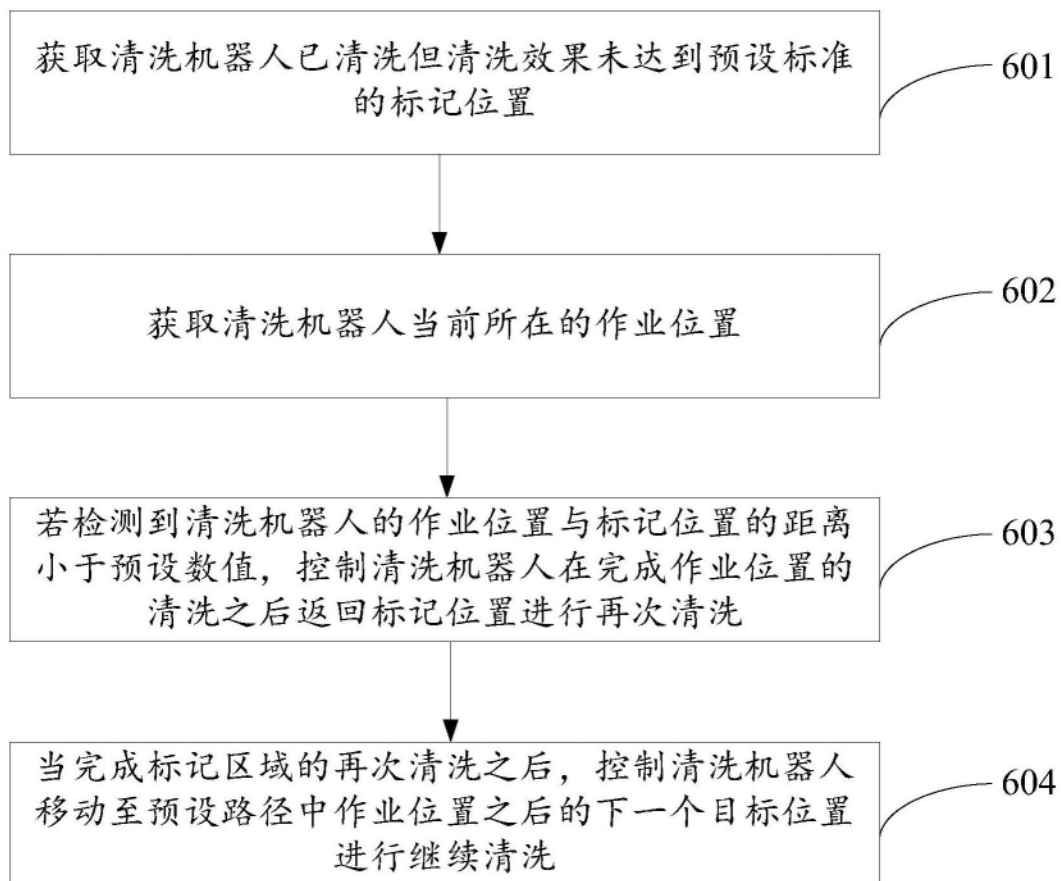 获取清洗机器人已清洗但清洗效果未达到预设标准
的标记位置
601
获取清洗机器人当前所在的作业位置
602
若检测到清洗机器人的作业位置与标记位置的距离
小于预设数值，控制清洗机器人在完成作业位置的
清洗之后返回标记位置进行再次清洗
603
当完成标记区域的再次清洗之后，控制清洗机器人
移动至预设路径中作业位置之后的下一个目标位置
进行继续清洗
604